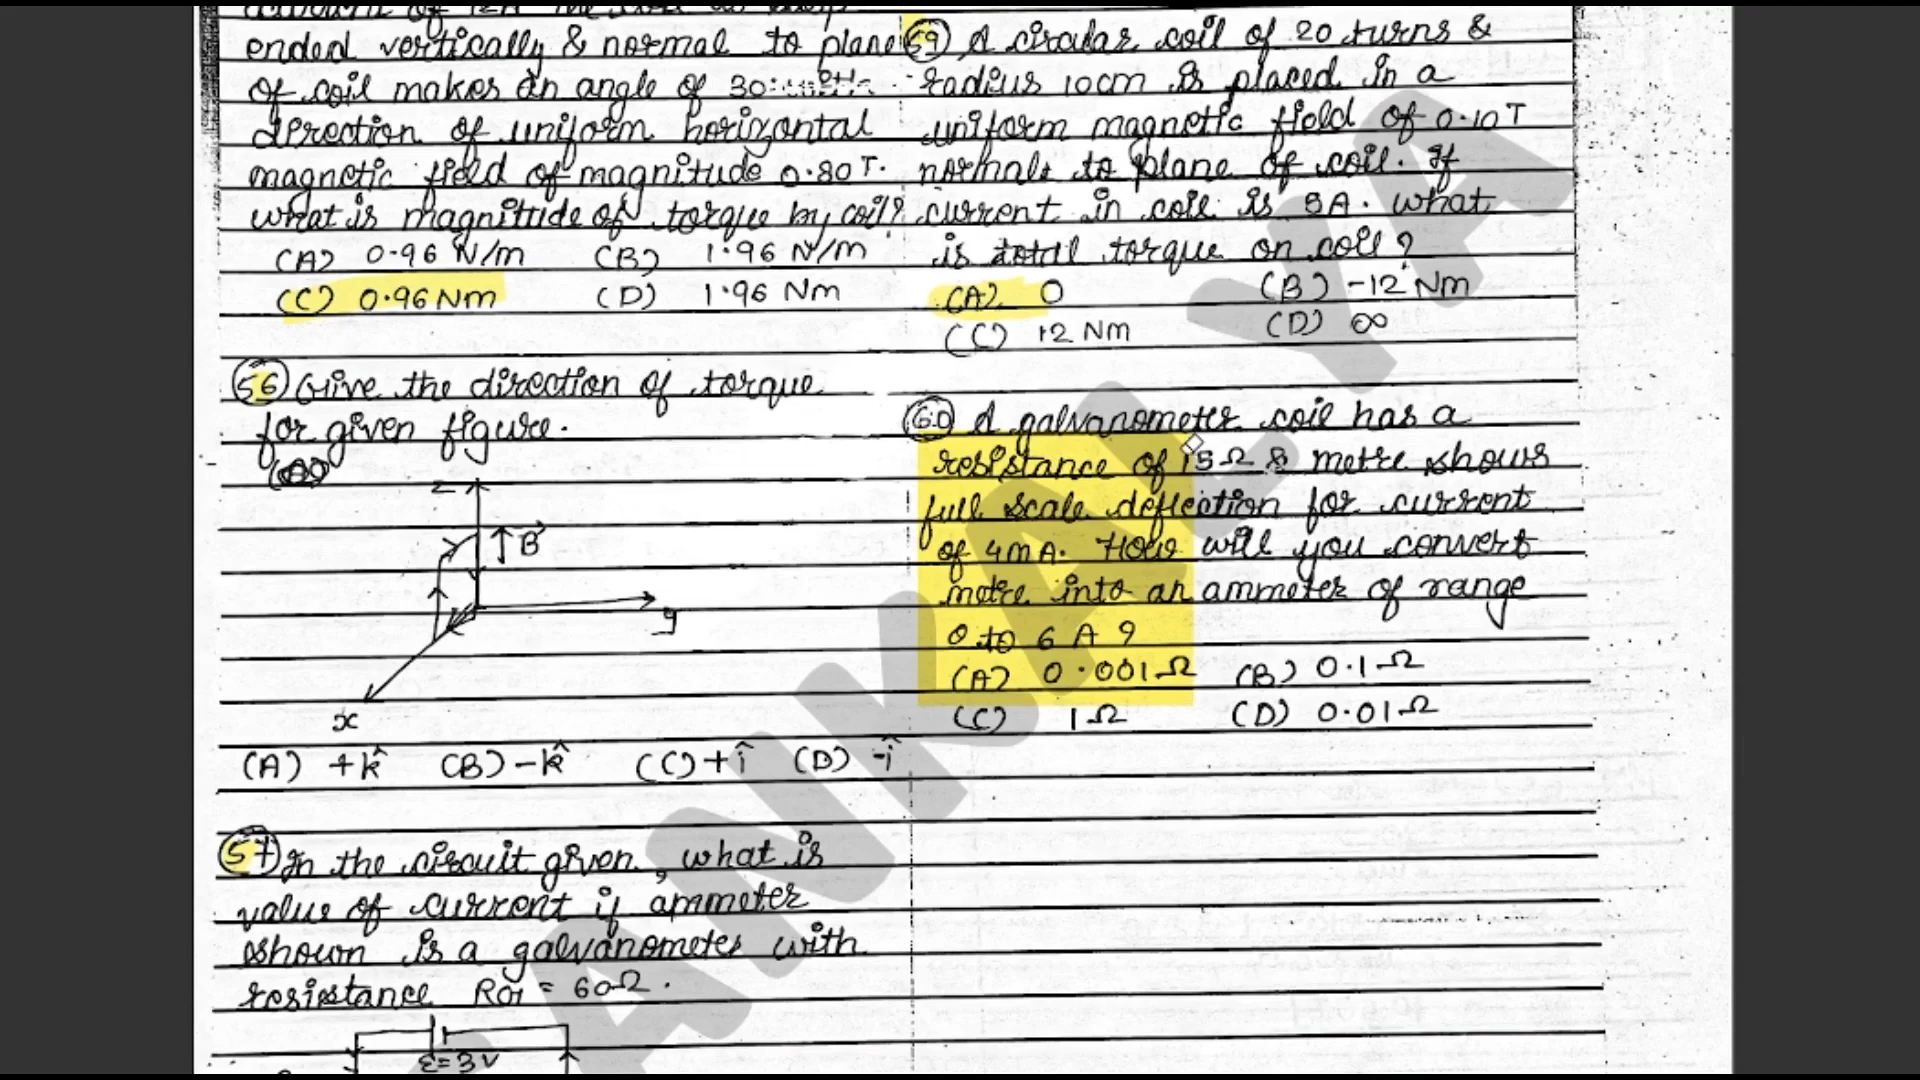 ended vertically & normal to plane
of coil makes an angle of 30
direction of uniform horizontal
magnetic field of magnitude 0.80T.
what is magnitude of torque by coil?
(A) 0.96 N/m (B) 1.96 N/m
(C) 0.96 Nm (D) 1.96 Nm
56 Give the direction of torque
for given figure.
(A)
z
B
y
x
(A) +k̂ (B) -k̂ (C) +î (D) -î
57 In the circuit given, what is
value of current if ammeter
shown is a galvanometer with
resistance RG = 60Ω.
ε=3V
59 A circular coil of 20 turns &
radius 10cm is placed in a
uniform magnetic field of 0.10T
normal to plane of coil. If
current in coil is 5A. what
is total torque on coil?
(A) 0 (B) -12 Nm
(C) 12 Nm (D) ∞
60 A galvanometer coil has a
resistance of 15Ω & metre shows
full scale deflection for current
of 4mA. How will you convert
metre into an ammeter of range
0 to 6 A ?
(A) 0.001Ω (B) 0.1Ω
(C) 1Ω (D) 0.01Ω